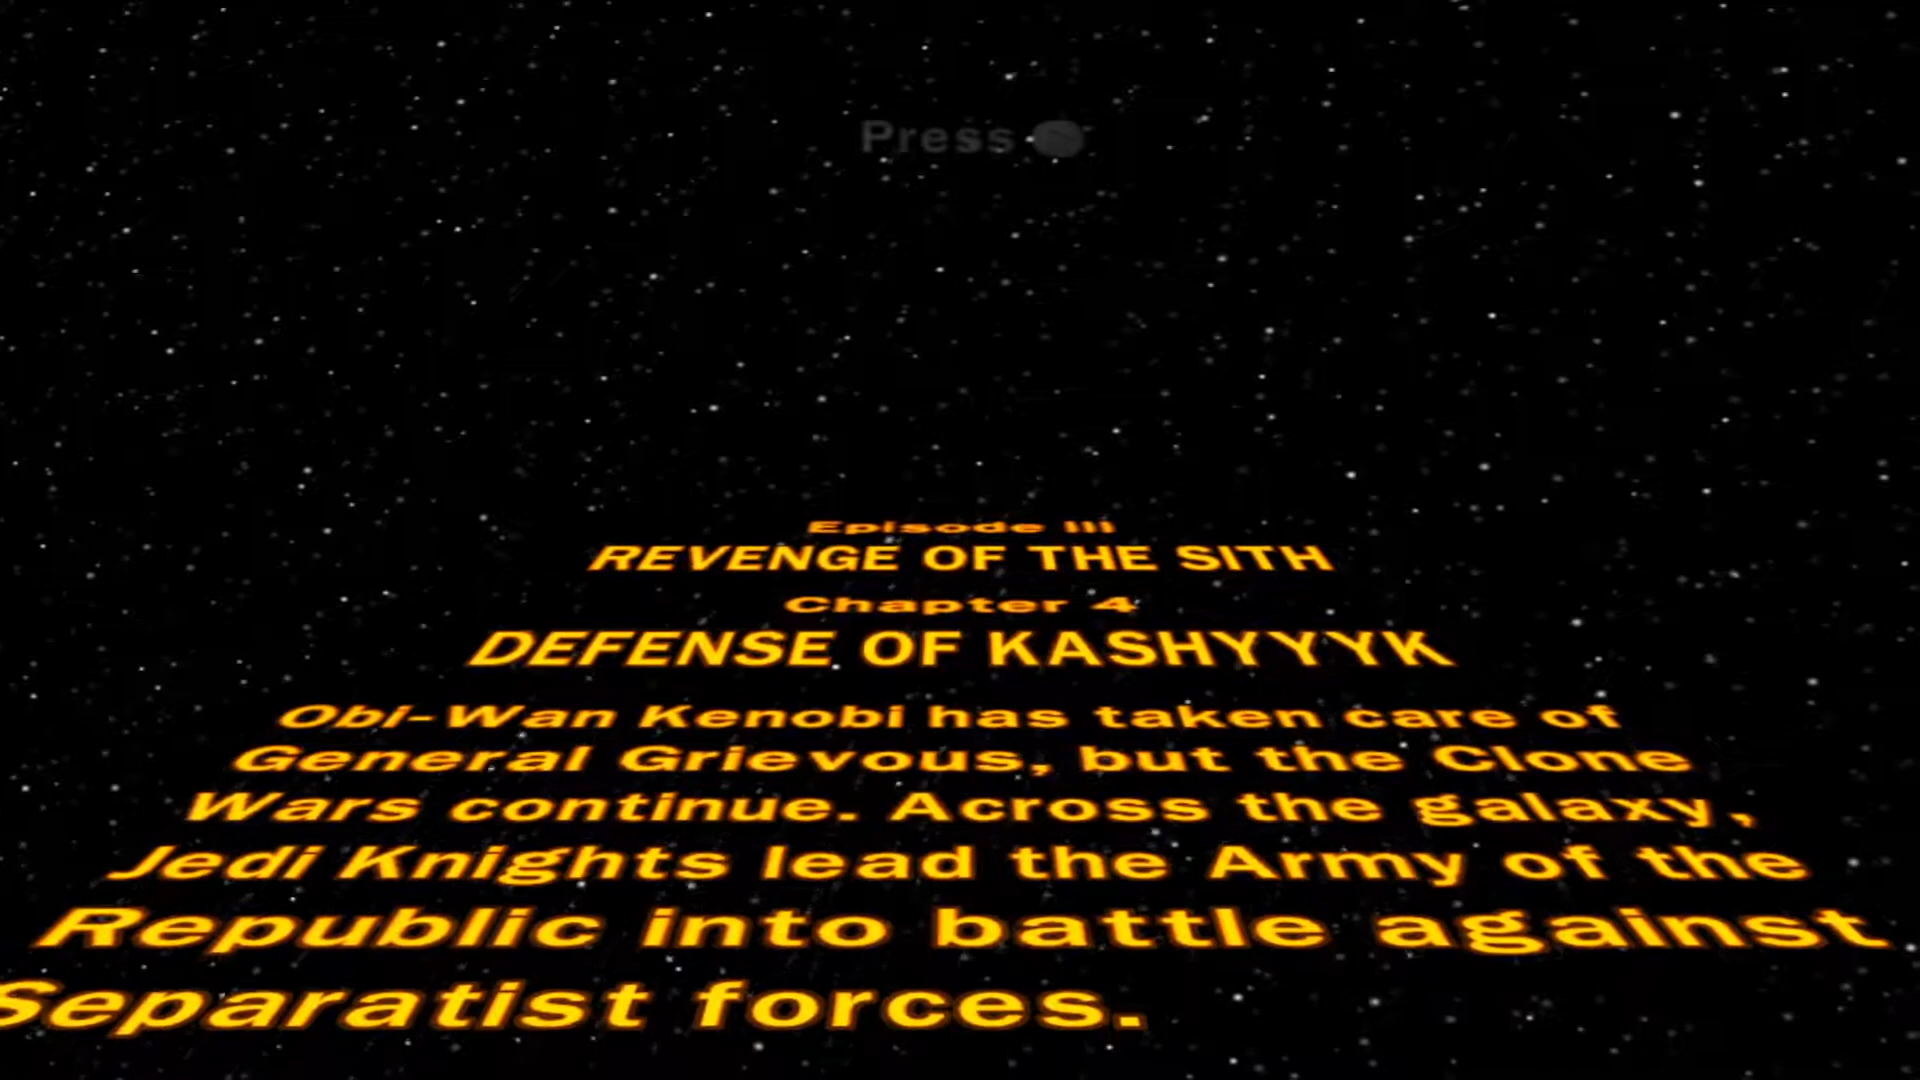 Press
Episode III
REVENGE OF THE SITH
Chapter 4
DEFENSE OF KASHYYYK
Obi-Wan Kenobi has taken care of
General Grievous, but the Clone
Wars continue. Across the galaxy,
Jedi Knights lead the Army of the
Republic into battle against
Separatist forces.